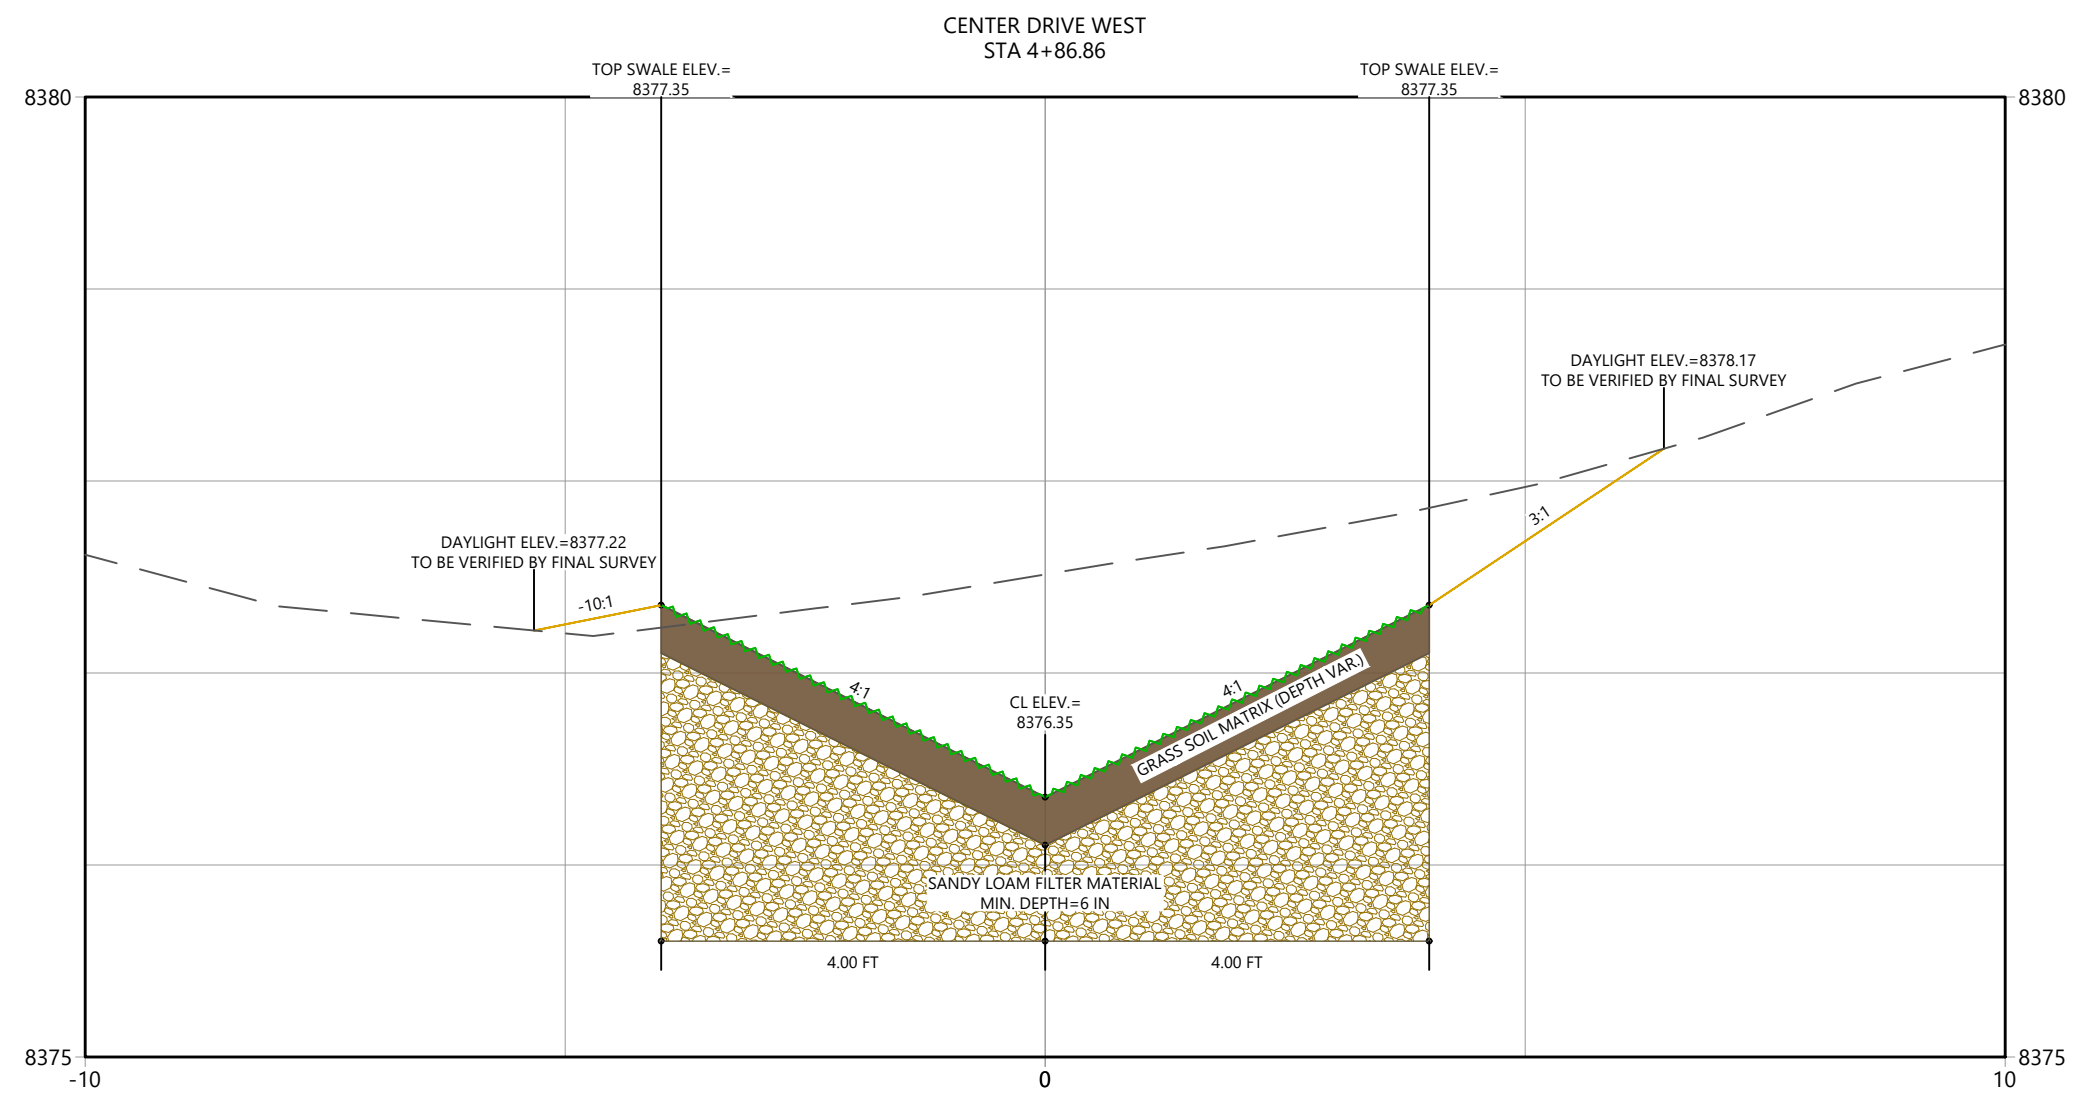 CENTER DRIVE WEST
STA 4+86.86
TOP SWALE ELEV.=
8377.35
TOP SWALE ELEV.=
8377.35
8380
8380
DAYLIGHT ELEV.=8378.17
TO BE VERIFIED BY FINAL SURVEY
3:1
DAYLIGHT ELEV.=8377.22
TO BE VERIFIED BY FINAL SURVEY
-10:1
4:1
CL ELEV.=
8376.35
4:1
GRASS SOIL MATRIX (DEPTH VAR.)
SANDY LOAM FILTER MATERIAL
MIN. DEPTH=6 IN
4.00 FT
4.00 FT
8375
8375
-10
0
10